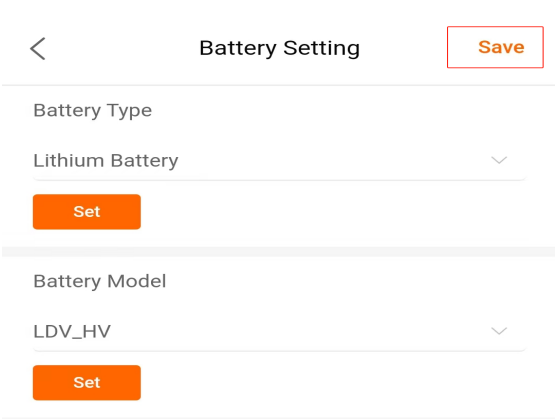 Battery Setting
Save
Battery Type
Lithium Battery
Set
Battery Model
LDV_HV
Set